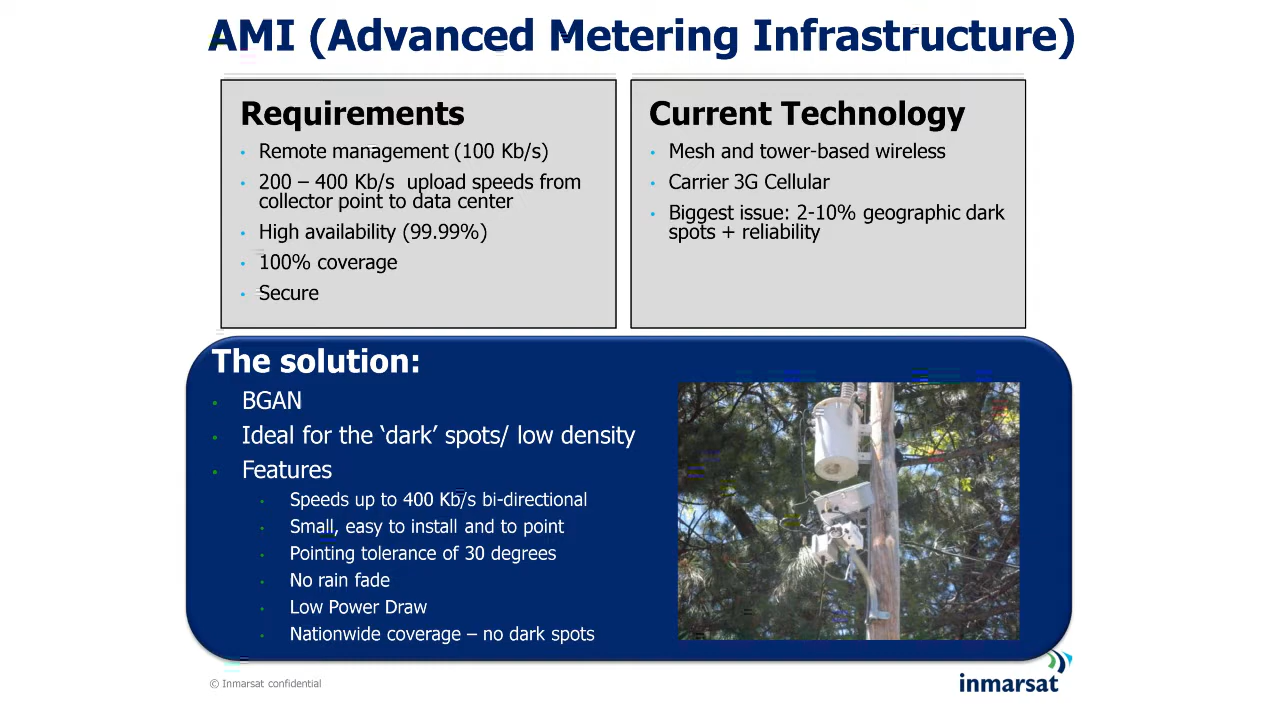 AMI (Advanced Metering Infrastructure)
Requirements
• Remote management (100 Kb/s)
• 200 – 400 Kb/s  upload speeds from
collector point to data center
• High availability (99.99%)
• 100% coverage
• Secure
Current Technology
• Mesh and tower-based wireless
• Carrier 3G Cellular
• Biggest issue: 2-10% geographic dark
spots + reliability
The solution:
• BGAN
• Ideal for the ‘dark’ spots/ low density
• Features
• Speeds up to 400 Kb/s bi-directional
• Small, easy to install and to point
• Pointing tolerance of 30 degrees
• No rain fade
• Low Power Draw
• Nationwide coverage – no dark spots
© Inmarsat confidential
inmarsat